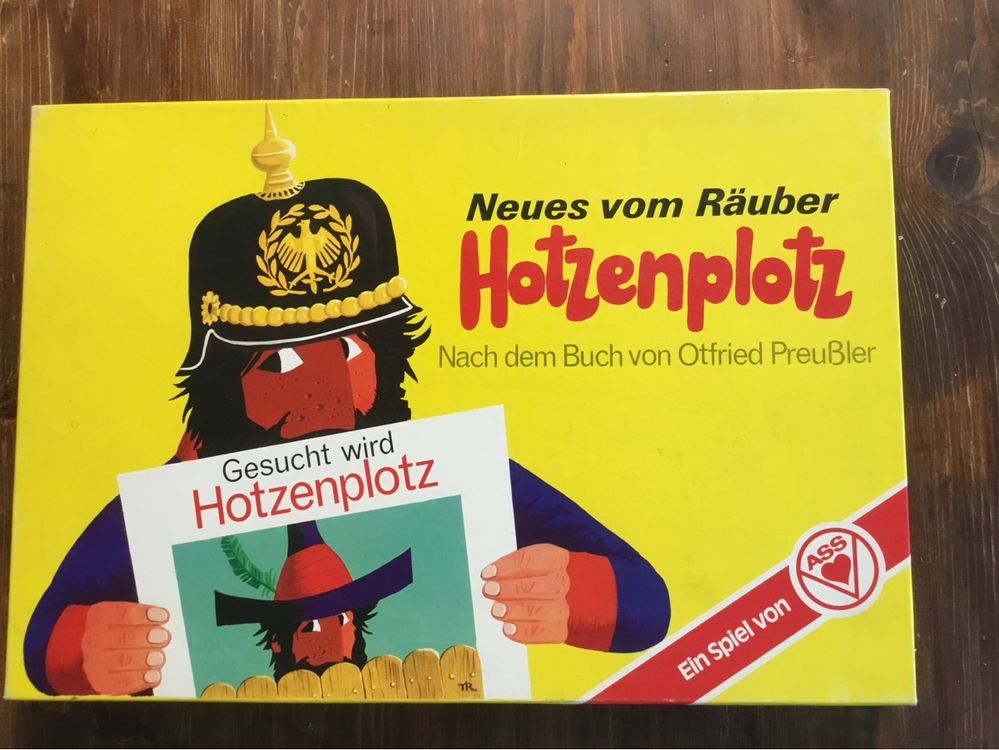 Neues vom Räuber
Hotzenplotz
Nach dem Buch von Otfried Preußler
Gesucht wird
Hotzenplotz
TR.
Ein Spiel von
ASS